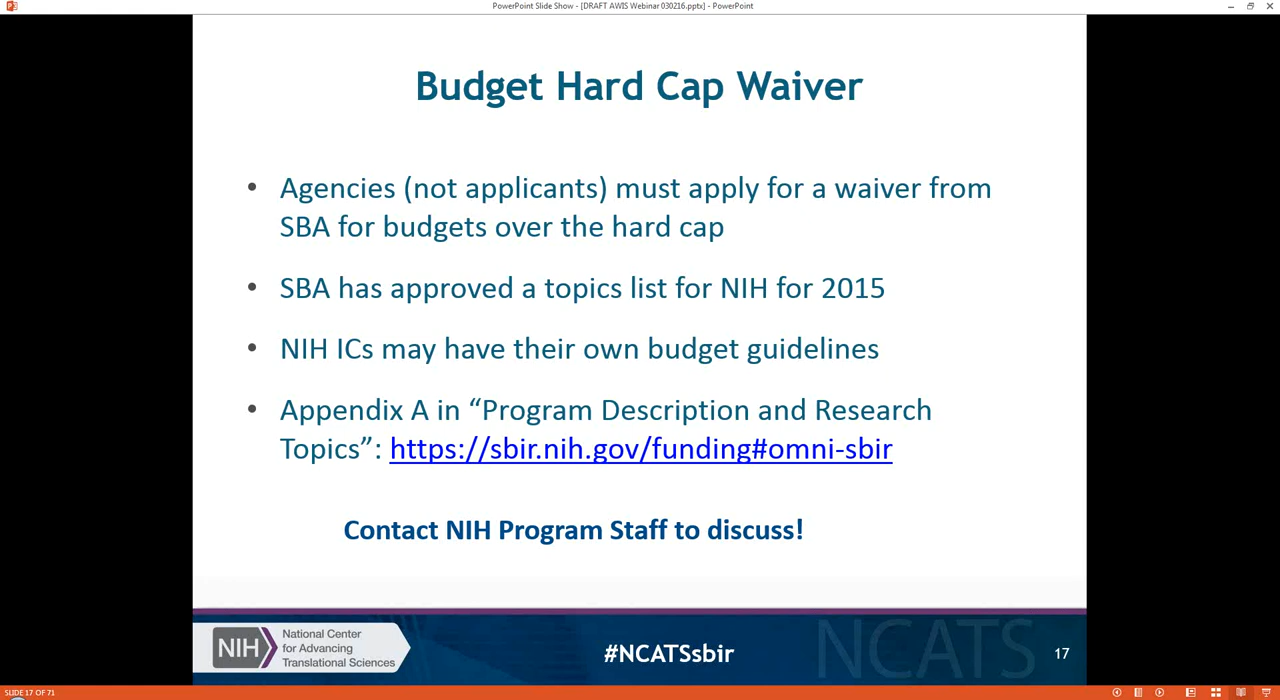 PowerPoint Slide Show - [DRAFT AWIS Webinar 030216.pptx] - PowerPoint
Budget Hard Cap Waiver
• Agencies (not applicants) must apply for a waiver from
SBA for budgets over the hard cap
• SBA has approved a topics list for NIH for 2015
• NIH ICs may have their own budget guidelines
• Appendix A in “Program Description and Research
Topics”: https://sbir.nih.gov/funding#omni-sbir
Contact NIH Program Staff to discuss!
NIH
National Center
for Advancing
Translational Sciences
#NCATSsbir
NCATS
17
SLIDE 17 OF 71